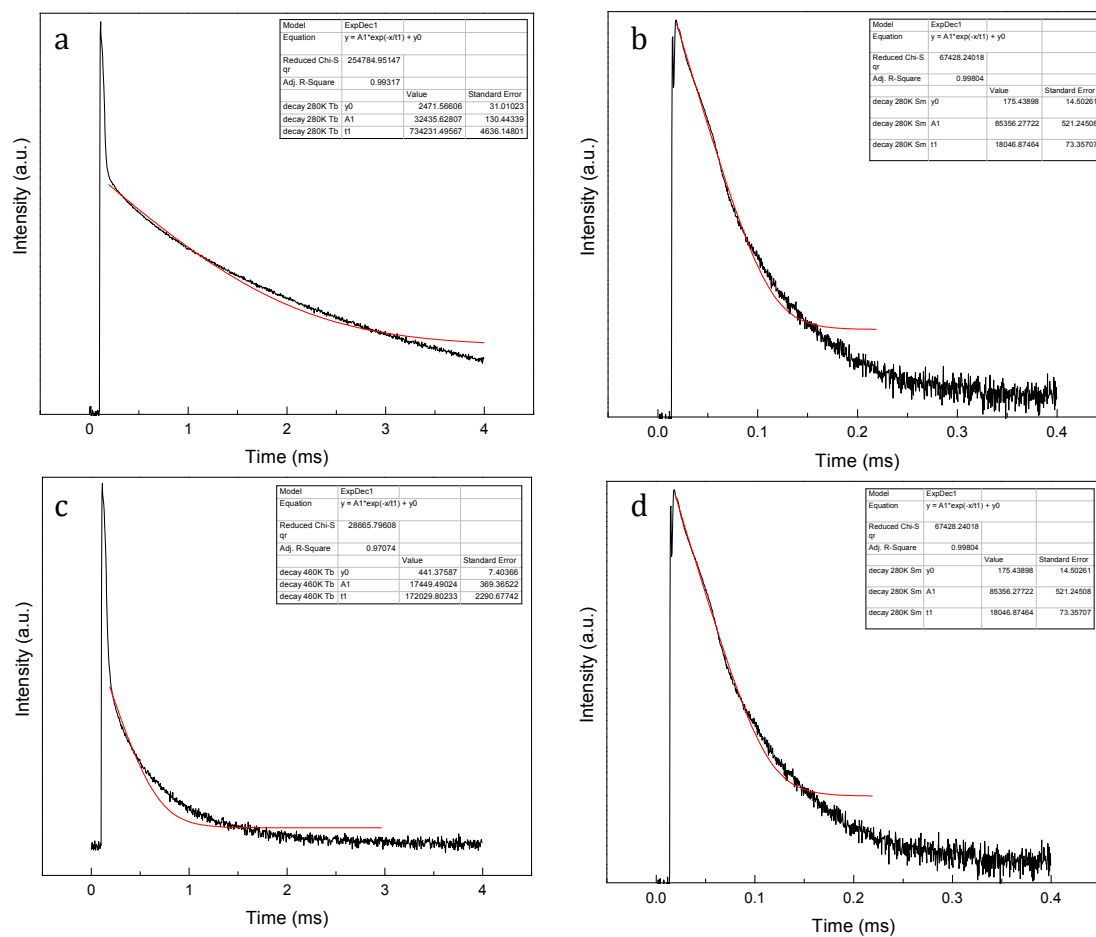 a
Model ExpDec1
Equation y = A1*exp(-x/t1) + y0
Reduced Chi-S
qr 254784.95147
Adj. R-Square 0.99317
Value Standard Error
decay 280K Tb y0 2471.56606 31.01023
decay 280K Tb A1 32435.62807 130.44339
decay 280K Tb t1 734231.49567 4636.14801
Intensity (a.u.)
0 1 2 3 4
Time (ms)
b
Model ExpDec1
Equation y = A1*exp(-x/t1) + y0
Reduced Chi-S
qr 67428.24018
Adj. R-Square 0.99804
Value Standard Error
decay 280K Sm y0 175.43898 14.50261
decay 280K Sm A1 85356.27722 521.24508
decay 280K Sm t1 18046.87464 73.35707
Intensity (a.u.)
0.0 0.1 0.2 0.3 0.4
Time (ms)
c
Model ExpDec1
Equation y = A1*exp(-x/t1) + y0
Reduced Chi-S
qr 28665.79608
Adj. R-Square 0.97074
Value Standard Error
decay 460K Tb y0 441.37587 7.40366
decay 460K Tb A1 17449.49024 369.36522
decay 460K Tb t1 172029.80233 2290.67742
Intensity (a.u.)
0 1 2 3 4
Time (ms)
d
Model ExpDec1
Equation y = A1*exp(-x/t1) + y0
Reduced Chi-S
qr 67428.24018
Adj. R-Square 0.99804
Value Standard Error
decay 280K Sm y0 175.43898 14.50261
decay 280K Sm A1 85356.27722 521.24508
decay 280K Sm t1 18046.87464 73.35707
Intensity (a.u.)
0.0 0.1 0.2 0.3 0.4
Time (ms)